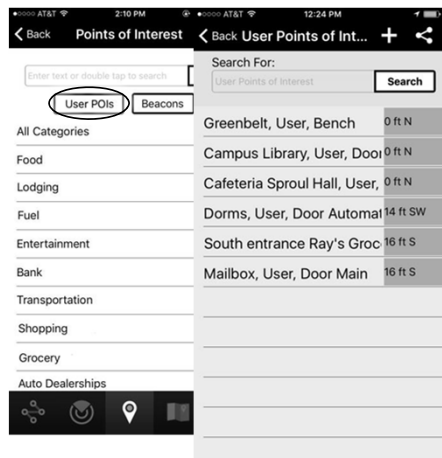 AT&T 2:10 PM
Back Points of Interest
Enter text or double tap to search
User POIs Beacons
All Categories
Food
Lodging
Fuel
Entertainment
Bank
Transportation
Shopping
Grocery
Auto Dealerships
AT&T 12:24 PM
Back User Points of Int... +
Search For:
User Points of Interest Search
Greenbelt, User, Bench 0 ft N
Campus Library, User, Door 0 ft N
Cafeteria Sproul Hall, User, 0 ft N
Dorms, User, Door Automat 14 ft SW
South entrance Ray's Groc 16 ft S
Mailbox, User, Door Main 16 ft S